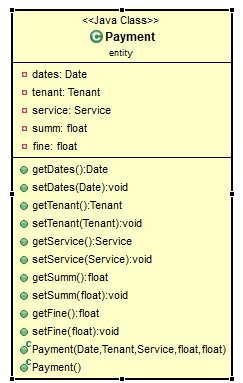 <<Java Class>>
Payment
entity
dates: Date
tenant: Tenant
service: Service
summ: float
fine: float
getDates():Date
setDates(Date):void
getTenant():Tenant
setTenant(Tenant):void
getService():Service
setService(Service):void
getSumm():float
setSumm(float):void
getFine():float
setFine(float):void
Payment(Date,Tenant,Service,float,float)
Payment()